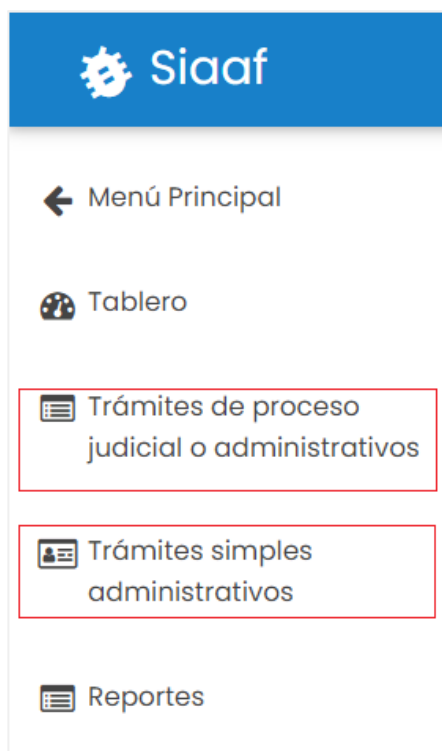 Siaaf
Menú Principal
Tablero
Trámites de proceso
judicial o administrativos
Trámites simples
administrativos
Reportes